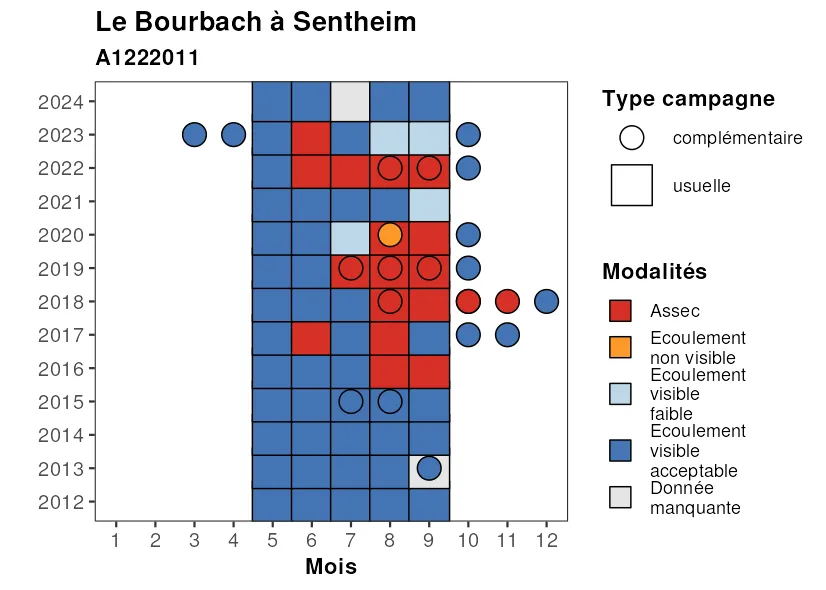 Le Bourbach à Sentheim
A1222011
2024
2023
2022
2021
2020
2019
2018
2017
2016
2015
2014
2013
2012
1 2 3 4 5 6 7 8 9 10 11 12
Mois
Type campagne
complémentaire
usuelle
Modalités
Assec
Ecoulement
non visible
Ecoulement
visible
faible
Ecoulement
visible
acceptable
Donnée
manquante